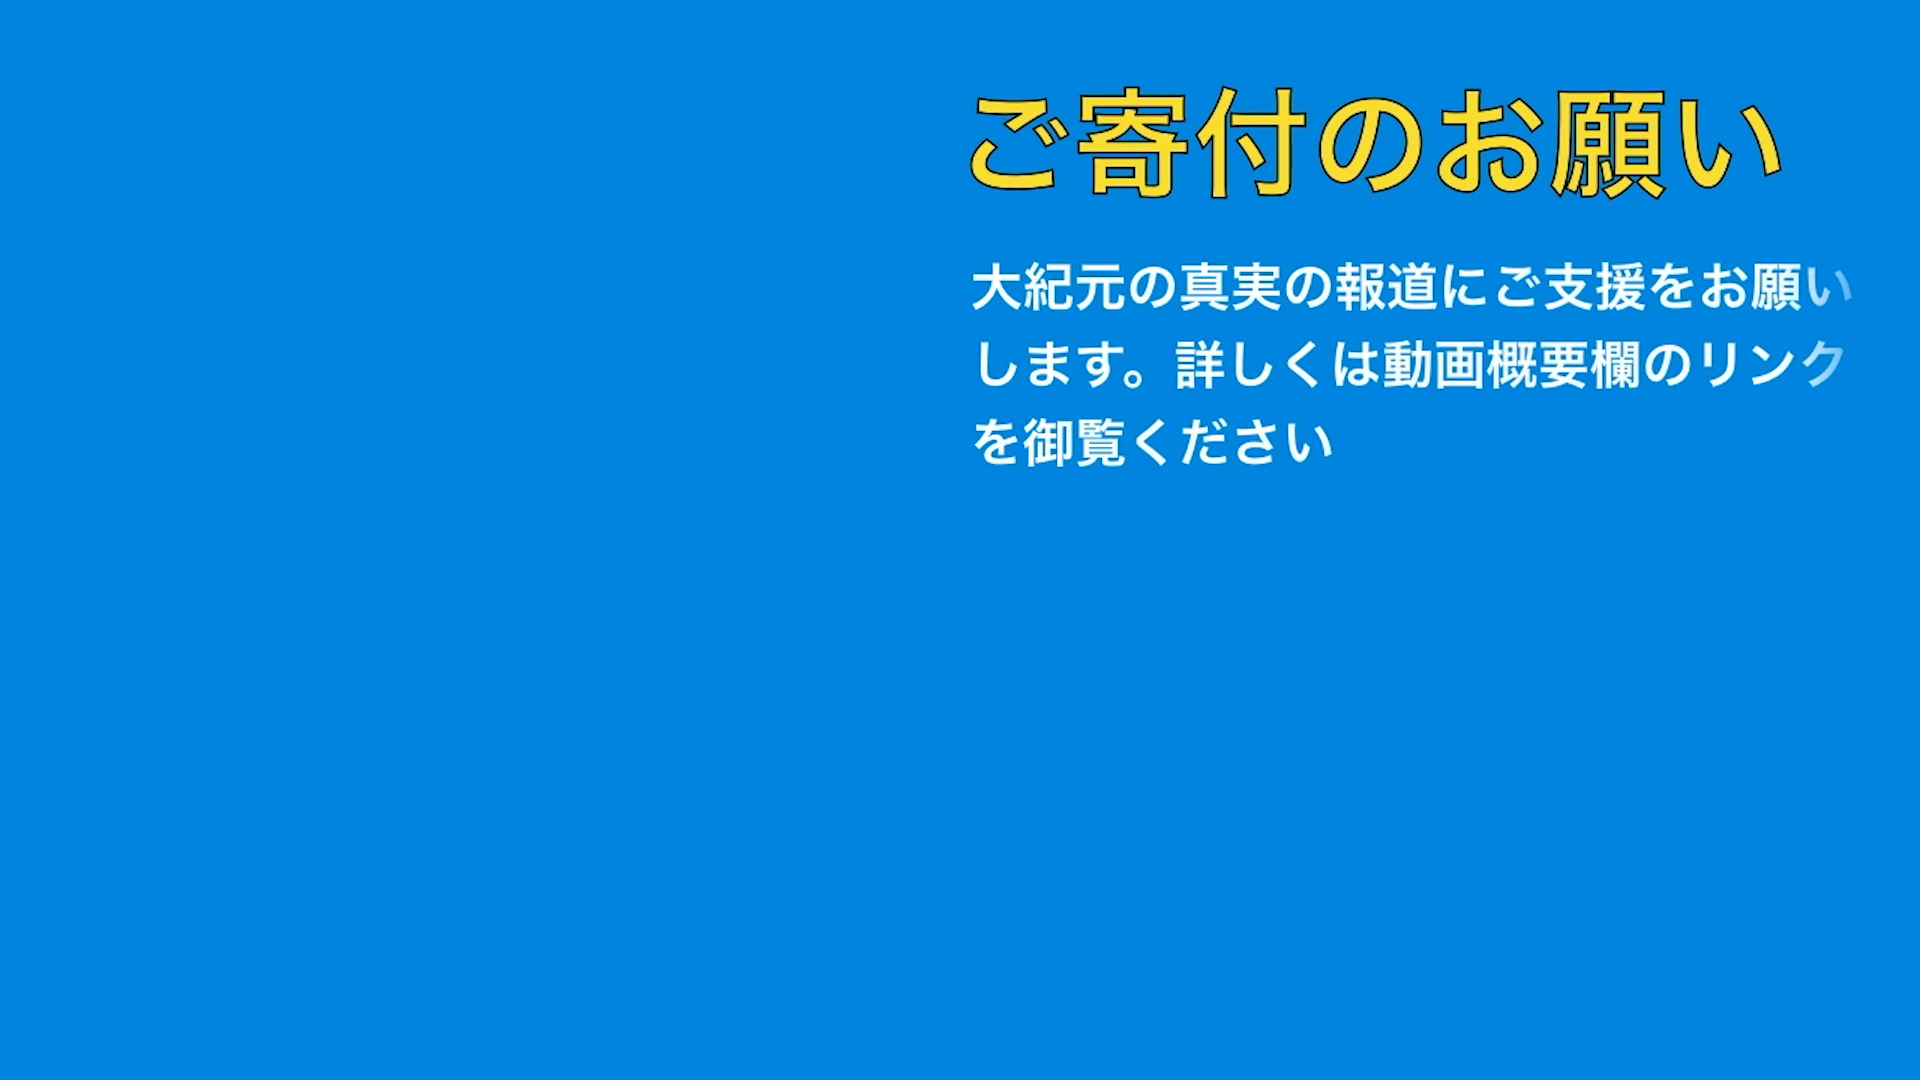 ご寄付のお願い
大紀元の真実の報道にご支援をお願い
します。詳しくは動画概要欄のリンク
を御覧ください